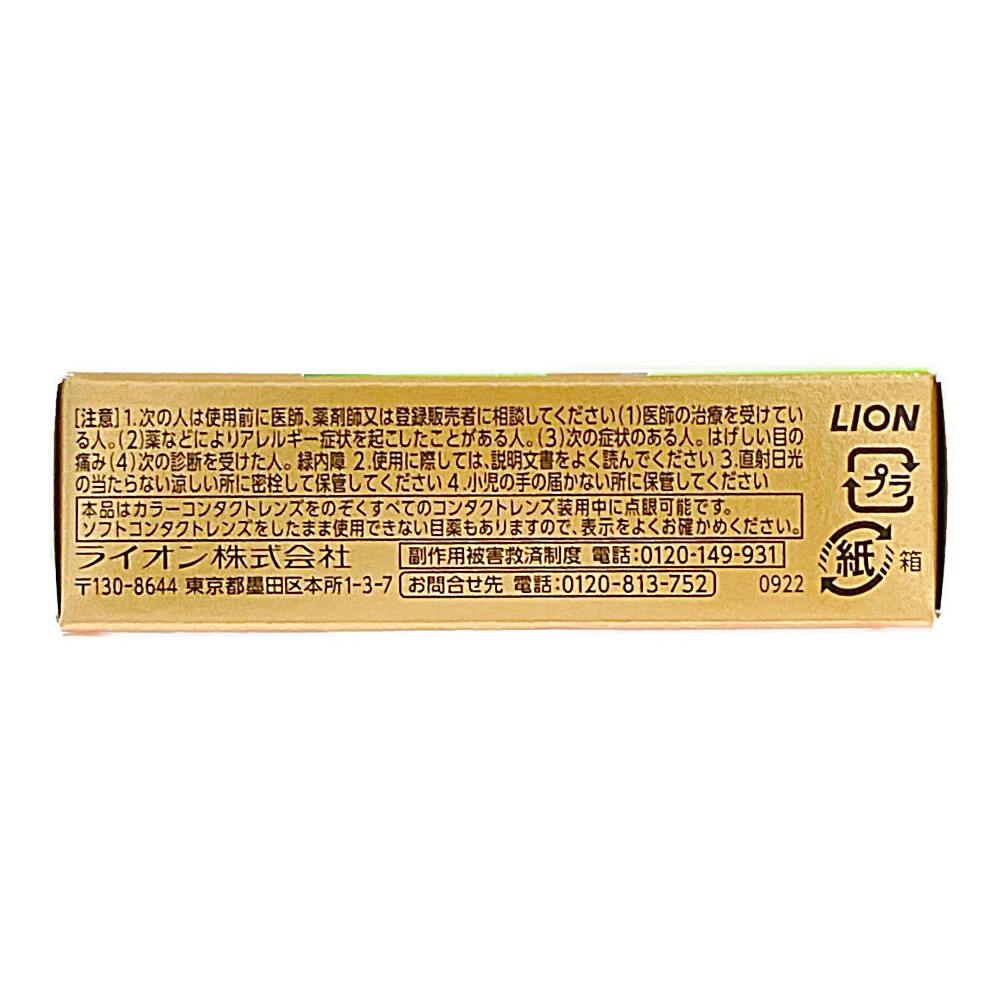 [注意] 1.次の人は使用前に医師、薬剤師又は登録販売者に相談してください(1)医師の治療を受けてい
る人。(2)薬などによりアレルギー症状を起こしたことがある人。(3)次の症状のある人。はげしい目の
痛み(4)次の診断を受けた人。緑内障 2.使用に際しては、説明文書をよく読んでください 3.直射日光
の当たらない涼しい所に密栓して保管してください 4.小児の手の届かない所に保管してください
本品はカラーコンタクトレンズをのぞくすべてのコンタクトレンズ装用中に点眼可能です。
ソフトコンタクトレンズをしたまま使用できない目薬もありますので、表示をよくお確かめください。
ライオン株式会社
〒130-8644 東京都墨田区本所1-3-7
副作用被害救済制度 電話:0120-149-931
お問合せ先 電話:0120-813-752
0922
LION
プラ
紙 箱